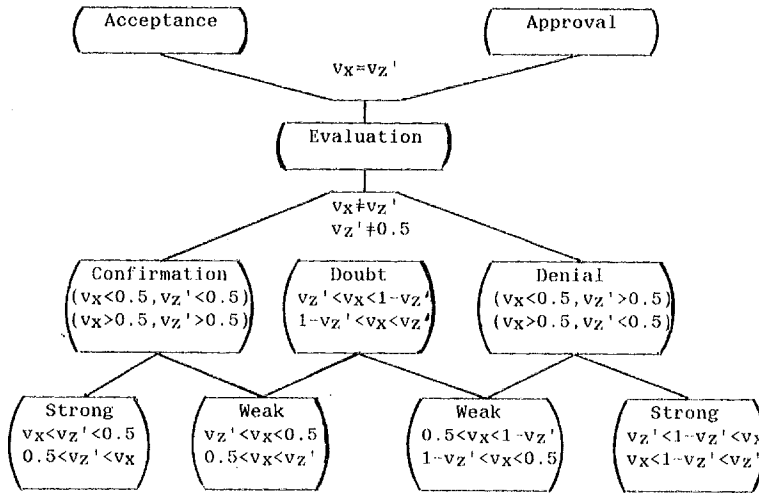 Acceptance
Approval
vx=vz'
Evaluation
vx≠vz'
vz'≠0.5
Confirmation
(vx<0.5,vz'<0.5)
(vx>0.5,vz'>0.5)
Doubt
vz'<vx<1-vz'
1-vz'<vx<vz'
Denial
(vx<0.5,vz'>0.5)
(vx>0.5,vz'<0.5)
Strong
vx<vz'<0.5
0.5<vz'<vx
Weak
vz'<vx<0.5
0.5<vx<vz'
Weak
0.5<vx<1-vz'
1-vz'<vx<0.5
Strong
vz'<1-vz'<vx
vx<1-vz'<vz'